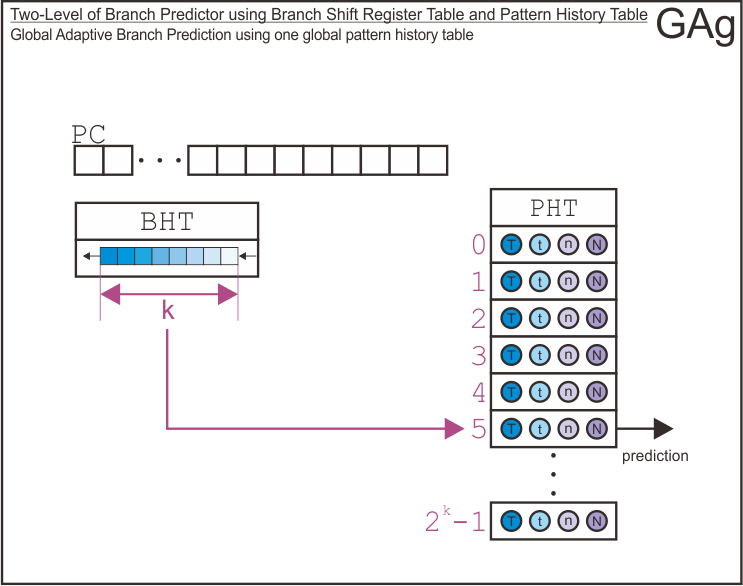 Two-Level of Branch Predictor using Branch Shift Register Table and Pattern History Table
GAg
Global Adaptive Branch Prediction using one global pattern history table
PC
BHT
k
PHT
0 T t n N
1 T t n N
2 T t n N
3 T t n N
4 T t n N
5 T t n N
prediction
2^k-1 T t n N